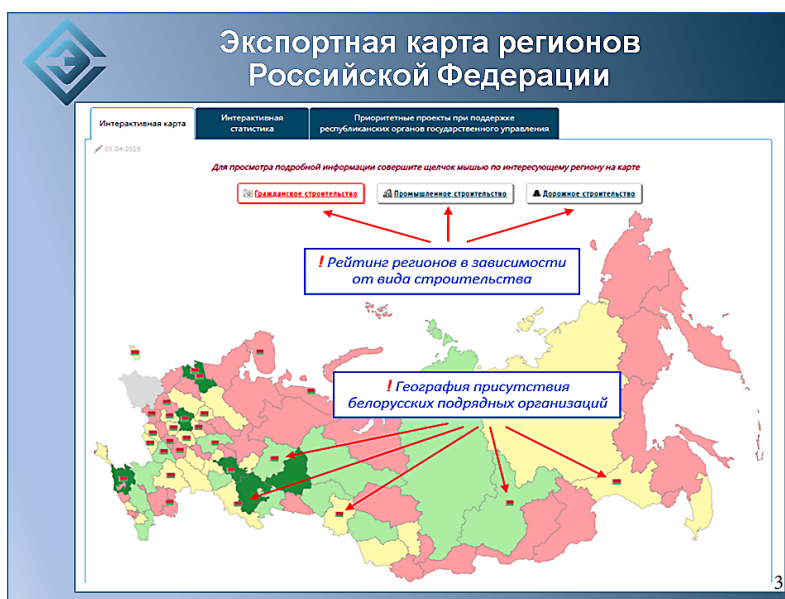 Экспортная карта регионов
Российской Федерации
Интерактивная карта
Интерактивная
статистика
Приоритетные проекты при поддержке
республиканских органов государственного управления
01.04.2025
Для просмотра подробной информации совершите щелчок мышью по интересующему региону на карте
Гражданское строительство
Промышленное строительство
Дорожное строительство
! Рейтинг регионов в зависимости
от вида строительства
! География присутствия
белорусских подрядных организаций
3